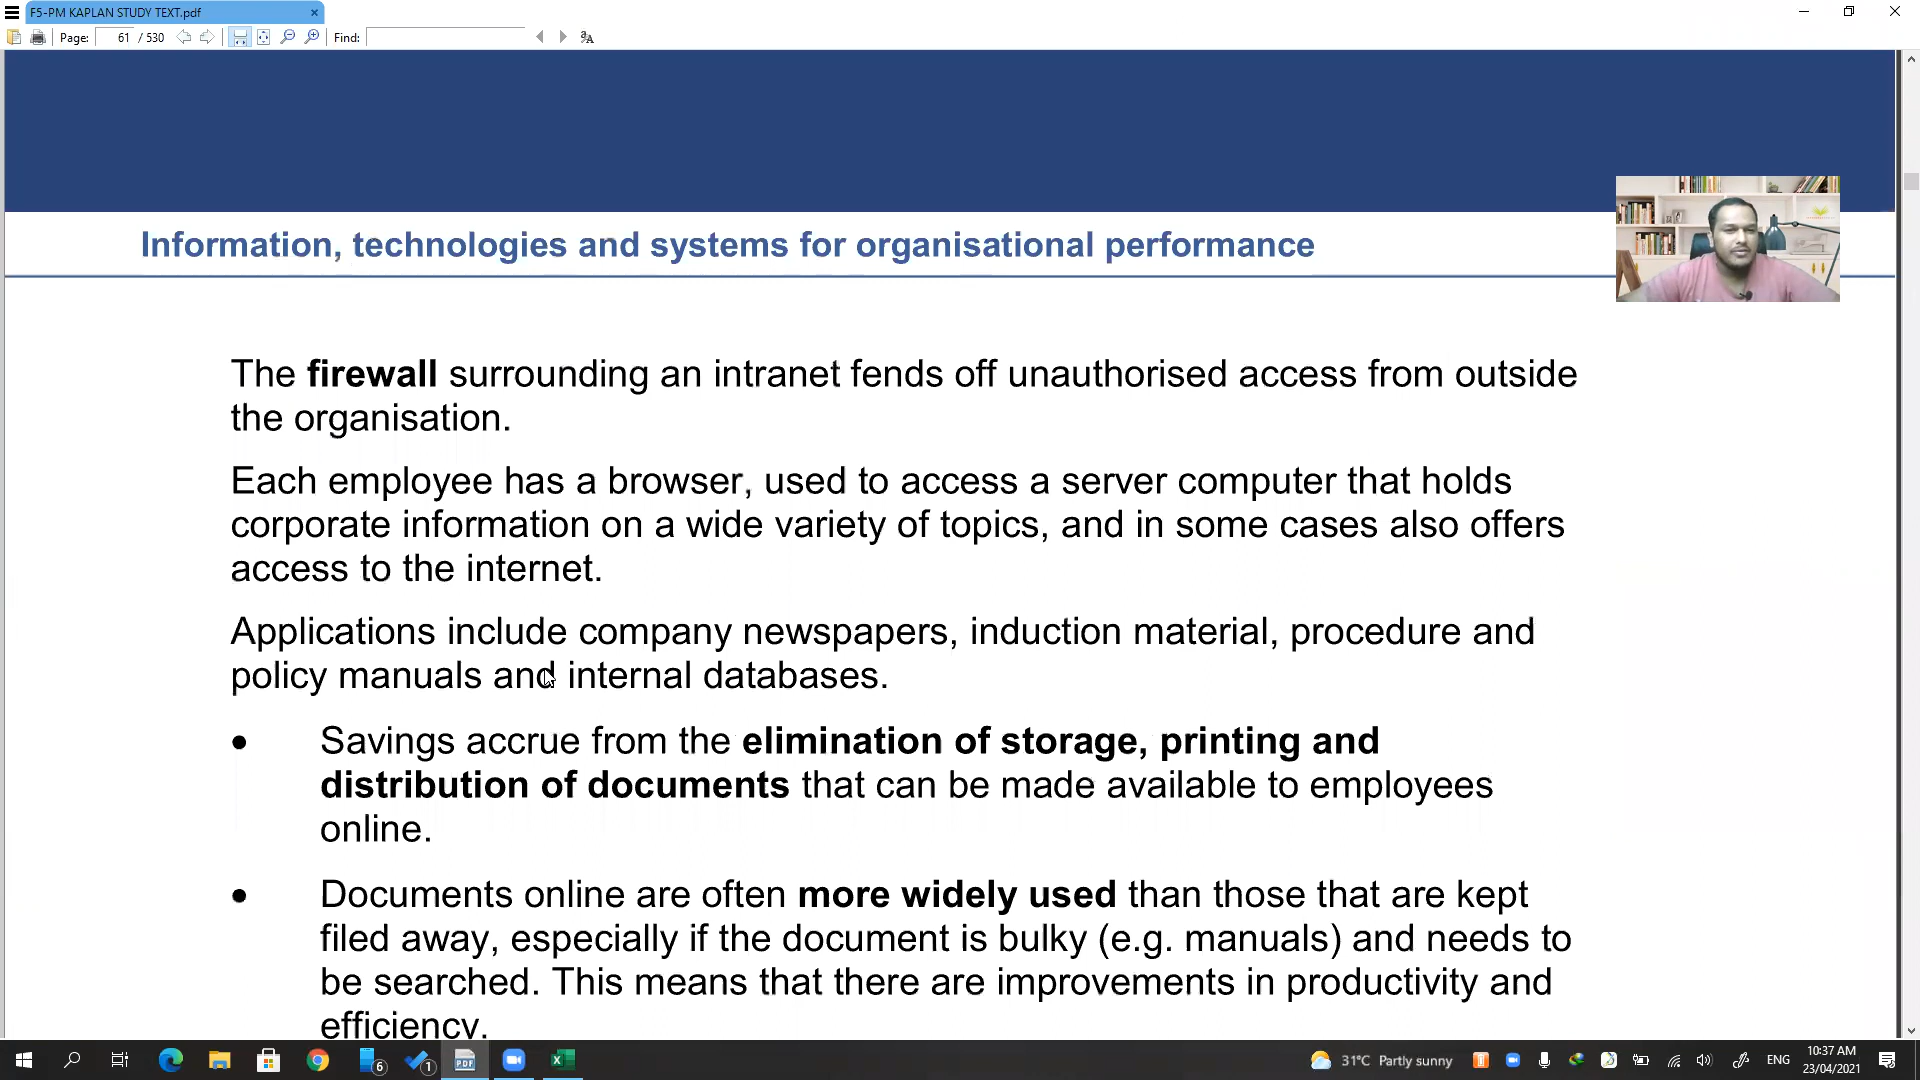 F5-PM KAPLAN STUDY TEXT.pdf
Page: 61 / 530 Find:
Information, technologies and systems for organisational performance
The firewall surrounding an intranet fends off unauthorised access from outside
the organisation.
Each employee has a browser, used to access a server computer that holds
corporate information on a wide variety of topics, and in some cases also offers
access to the internet.
Applications include company newspapers, induction material, procedure and
policy manuals and internal databases.
• Savings accrue from the elimination of storage, printing and
distribution of documents that can be made available to employees
online.
• Documents online are often more widely used than those that are kept
filed away, especially if the document is bulky (e.g. manuals) and needs to
be searched. This means that there are improvements in productivity and
efficiency.
6 1 PDF 31°C Partly sunny ENG 10:37 AM
23/04/2021